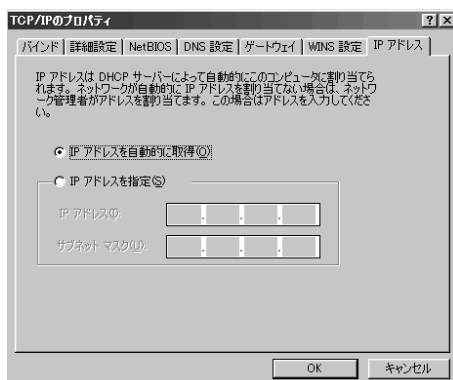 TCP/IPのプロパティ
バインド 詳細設定 NetBIOS DNS 設定 ゲートウェイ WINS 設定 IP アドレス
IP アドレスは DHCP サーバーによって自動的にこのコンピュータに割り当てら
れます。ネットワークが自動的に IP アドレスを割り当てない場合は、ネットワ
ーク管理者がアドレスを割り当てます。この場合はアドレスを入力してくださ
い。
IP アドレスを自動的に取得(O)
IP アドレスを指定(S)
IP アドレス(I):
サブネット マスク(U):
OK キャンセル